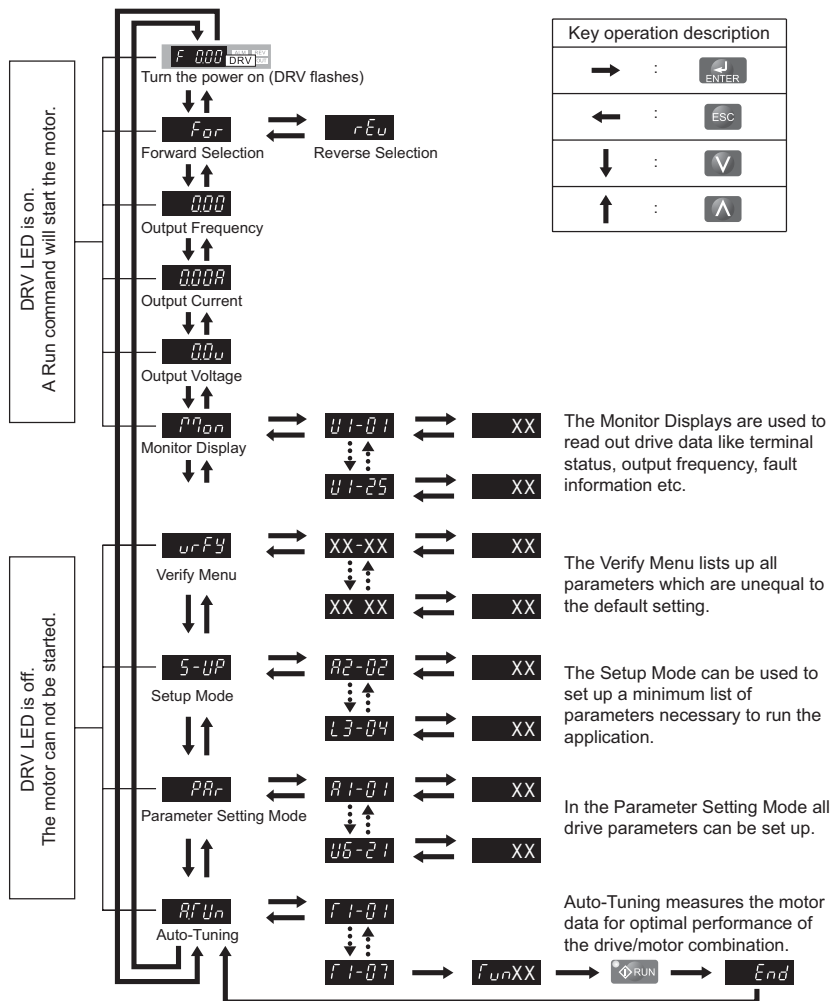 F 0.00
ALM REV
DRV OUT
Turn the power on (DRV flashes)
For
rEv
Forward Selection
Reverse Selection
0.00
Output Frequency
0.00A
Output Current
0.0v
Output Voltage
Mon
U1-01
XX
Monitor Display
U1-25
XX
The Monitor Displays are used to
read out drive data like terminal
status, output frequency, fault
information etc.
vrFY
XX-XX
XX
Verify Menu
XX XX
XX
The Verify Menu lists up all
parameters which are unequal to
the default setting.
S-UP
A2-02
XX
Setup Mode
L3-04
XX
The Setup Mode can be used to
set up a minimum list of
parameters necessary to run the
application.
PAr
A1-01
XX
Parameter Setting Mode
U6-21
XX
In the Parameter Setting Mode all
drive parameters can be set up.
A.TUn
T1-01
Auto-Tuning
T1-07
TunXX
RUN
End
Auto-Tuning measures the motor
data for optimal performance of
the drive/motor combination.
DRV LED is on.
A Run command will start the motor.
DRV LED is off.
The motor can not be started.
Key operation description
→ : ENTER
← : ESC
↓ : V
↑ : Λ